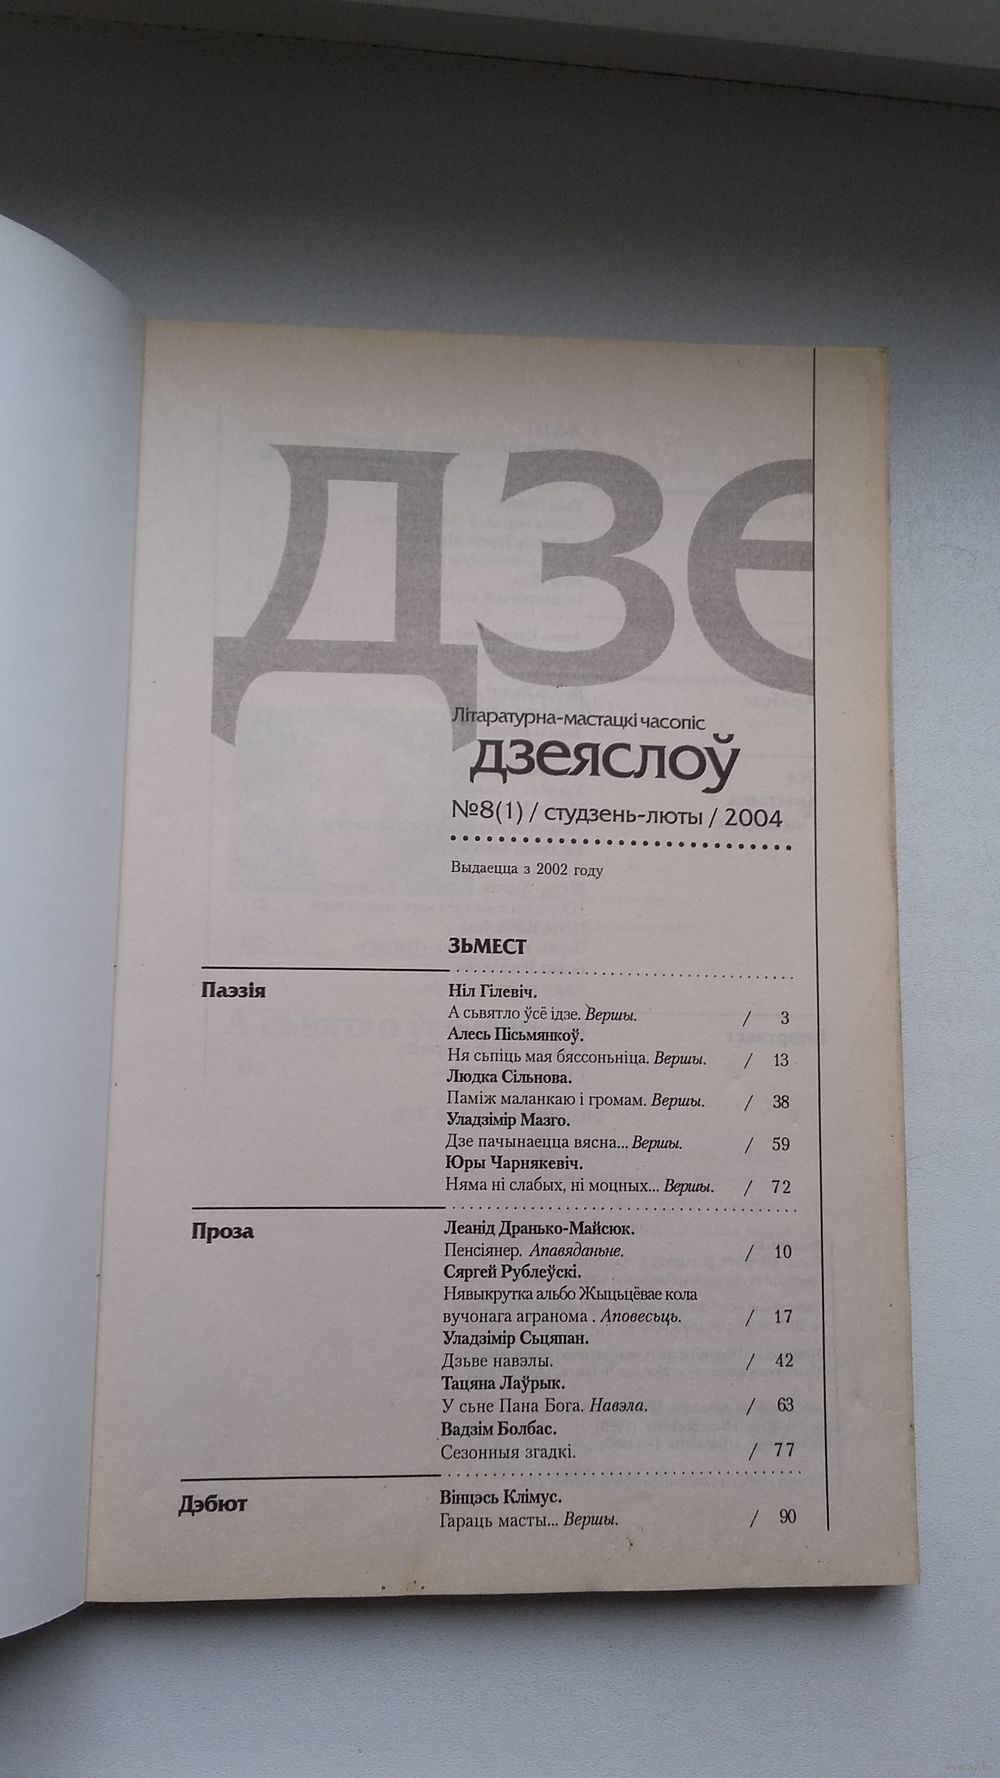 ДЗЕ
Літаратурна-мастацкі часопіс
дзеяслоў
№8(1) / студзень-люты / 2004
Выдаецца з 2002 году
ЗЬМЕСТ
Паэзія
Ніл Гілевіч.
А сьвятло ўсё ідзе. Вершы. / 3
Алесь Пісьмянкоў.
Ня сьпіць мая бяссоньніца. Вершы. / 13
Людка Сільнова.
Паміж маланкаю і громам. Вершы. / 38
Уладзімір Мазго.
Дзе пачынаецца вясна... Вершы. / 59
Юры Чарнякевіч.
Няма ні слабых, ні моцных... Вершы. / 72
Проза
Леанід Дранько-Майсюк.
Пенсіянер. Апавяданьне. / 10
Сяргей Рублеўскі.
Нявыкрутка альбо Жыцьцёвае кола
вучонага агранома . Аповесьць. / 17
Уладзімір Сьцяпан.
Дзьве навэлы. / 42
Тацяна Лаўрык.
У сьне Пана Бога. Навэла. / 63
Вадзім Болбас.
Сезонныя згадкі. / 77
Дэбют
Вінцэсь Клімус.
Гараць масты... Вершы. / 90
www.ay.by